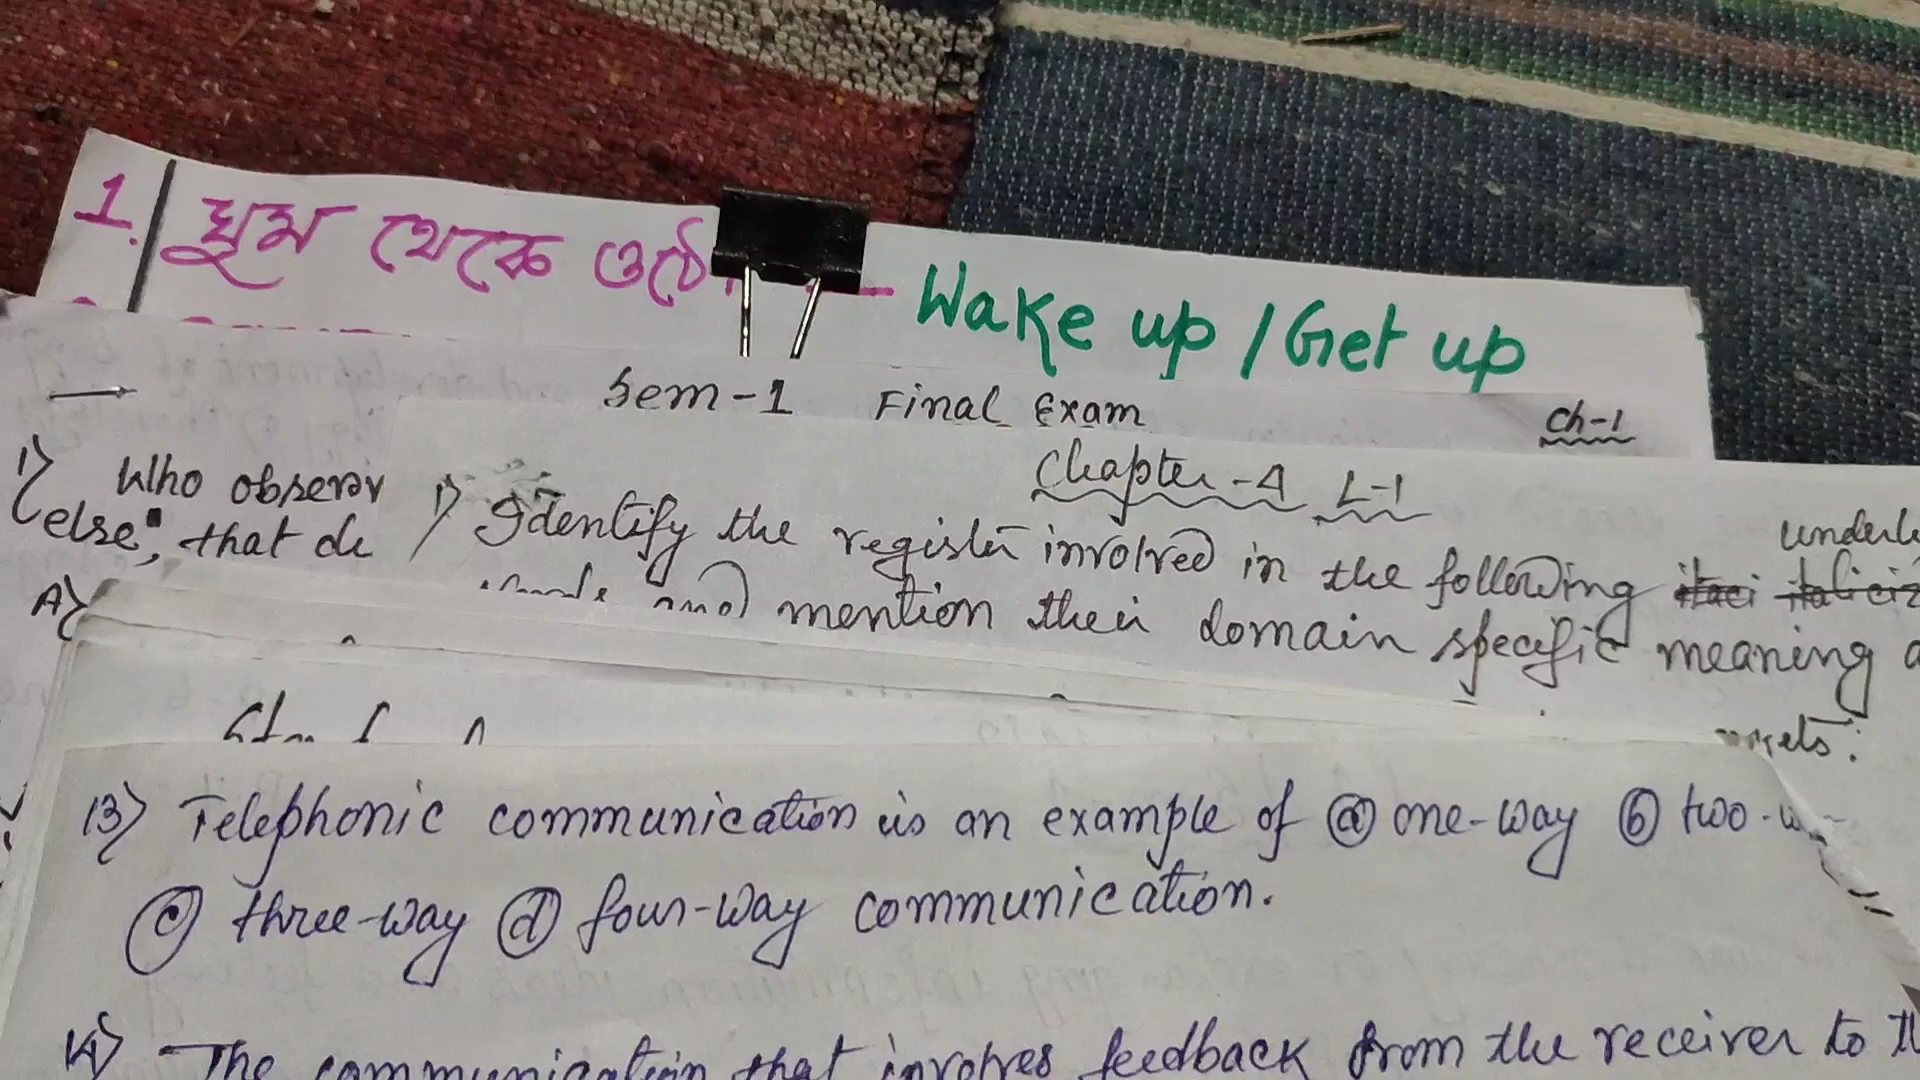 1. ঘুম থেকে ওঠ — Wake up / Get up
Sem-1 Final Exam
Ch-1
Chapter-4 L-1
1) Who observ
else, that de
A)
1) Identify the register involved in the following
and mention their domain specific meaning
13) Telephonic communication is an example of ⓐ one-way ⓑ two-w
ⓒ three-way ⓓ four-way communication.
14) The communication that involves feedback from the receiver to th